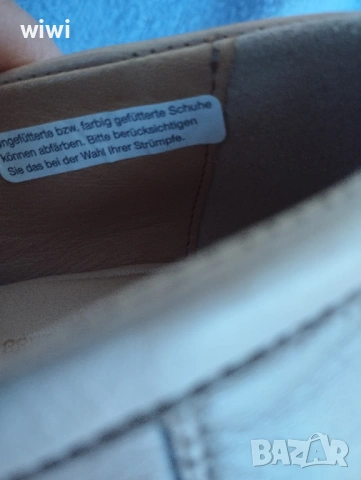 wiwi
ungefütterte bzw. farbig gefütterte Schuhe
können abfärben. Bitte berücksichtigen
Sie das bei der Wahl Ihrer Strümpfe.
BAZAR